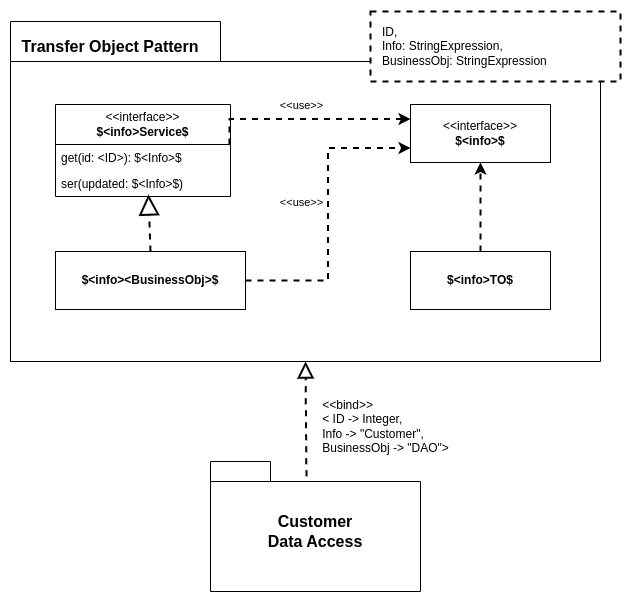 ID,
Info: StringExpression,
BusinessObj: StringExpression
Transfer Object Pattern
<<interface>>
$<info>Service$
get(id: <ID>): $<Info>$
ser(updated: $<Info>$)
<<use>>
<<interface>>
$<info>$
<<use>>
$<info><BusinessObj>$
$<info>TO$
<<bind>>
< ID -> Integer,
Info -> "Customer",
BusinessObj -> "DAO">
Customer
Data Access